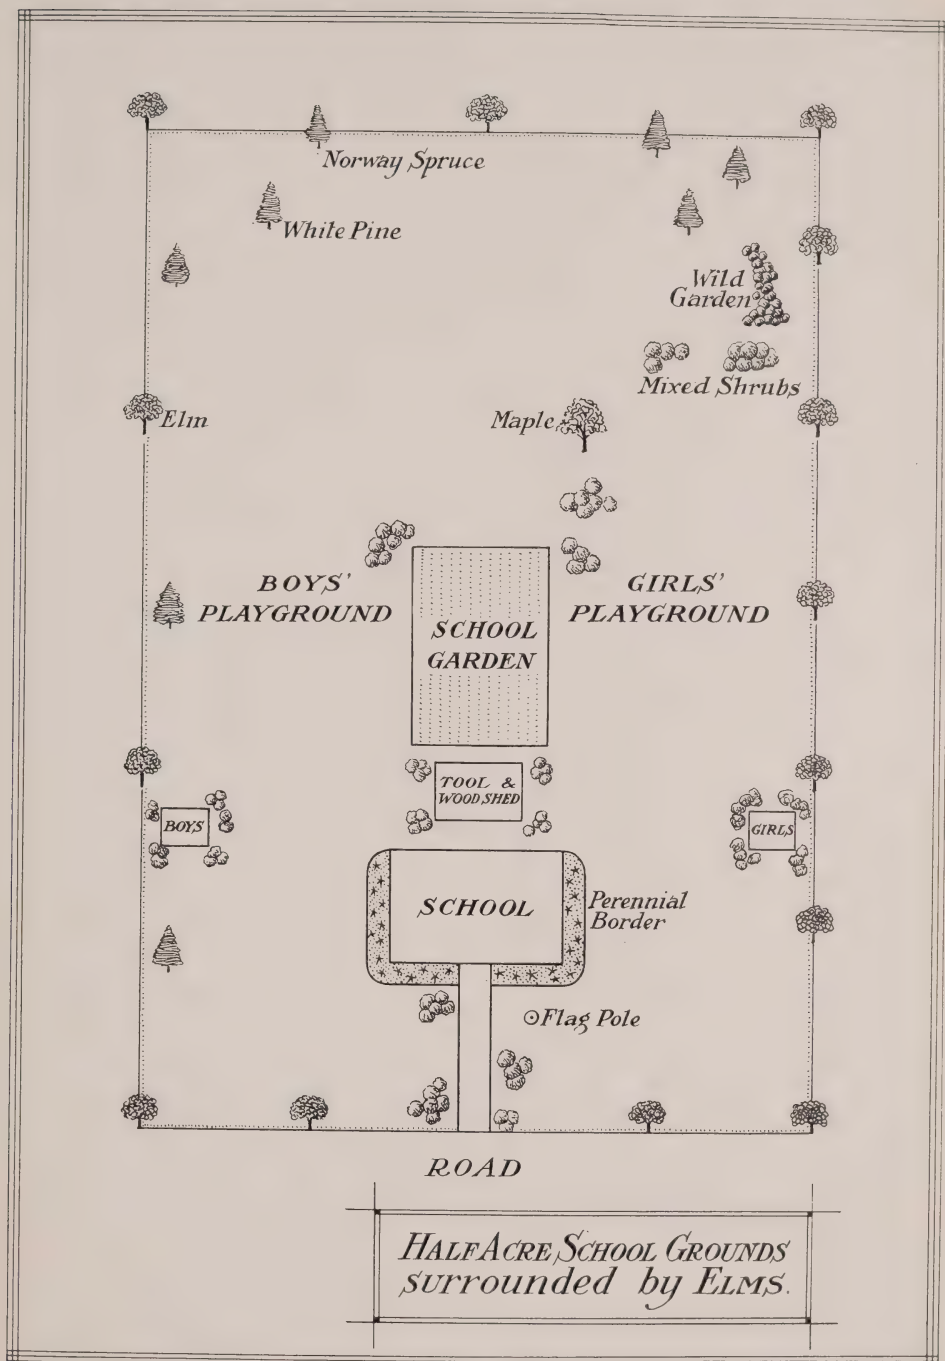 Norway Spruce
White Pine
Wild
Garden
Mixed Shrubs
Elm
Maple
BOYS'
PLAYGROUND
GIRLS'
PLAYGROUND
SCHOOL
GARDEN
TOOL &
WOOD SHED
BOYS
GIRLS
SCHOOL
Perennial
Border
Flag Pole
ROAD
HALF ACRE SCHOOL GROUNDS
surrounded by ELMS.